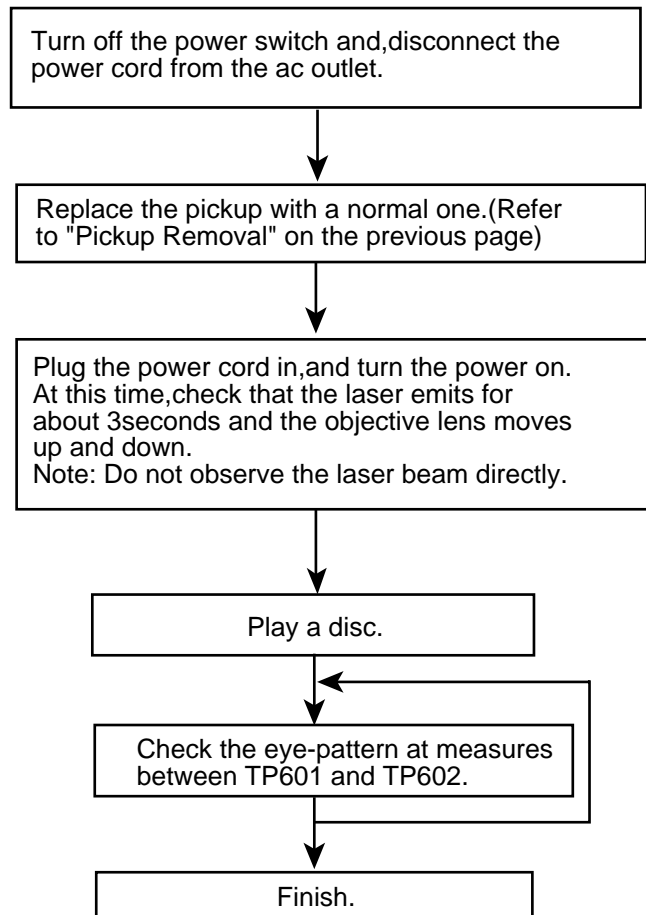 Turn off the power switch and,disconnect the
power cord from the ac outlet.
Replace the pickup with a normal one.(Refer
to "Pickup Removal" on the previous page)
Plug the power cord in,and turn the power on.
At this time,check that the laser emits for
about 3seconds and the objective lens moves
up and down.
Note: Do not observe the laser beam directly.
Play a disc.
Check the eye-pattern at measures
between TP601 and TP602.
Finish.